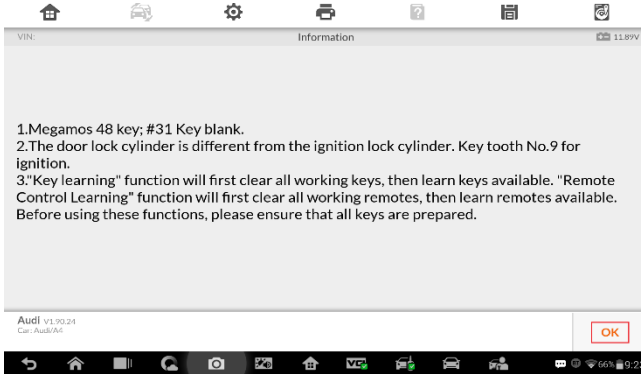 VIN:
Information
11.89V
1.Megamos 48 key; #31 Key blank.
2.The door lock cylinder is different from the ignition lock cylinder. Key tooth No.9 for
ignition.
3."Key learning" function will first clear all working keys, then learn keys available. "Remote
Control Learning" function will first clear all working remotes, then learn remotes available.
Before using these functions, please ensure that all keys are prepared.
Audi V1.90.24
Car: Audi/A4
OK
VCI
66%